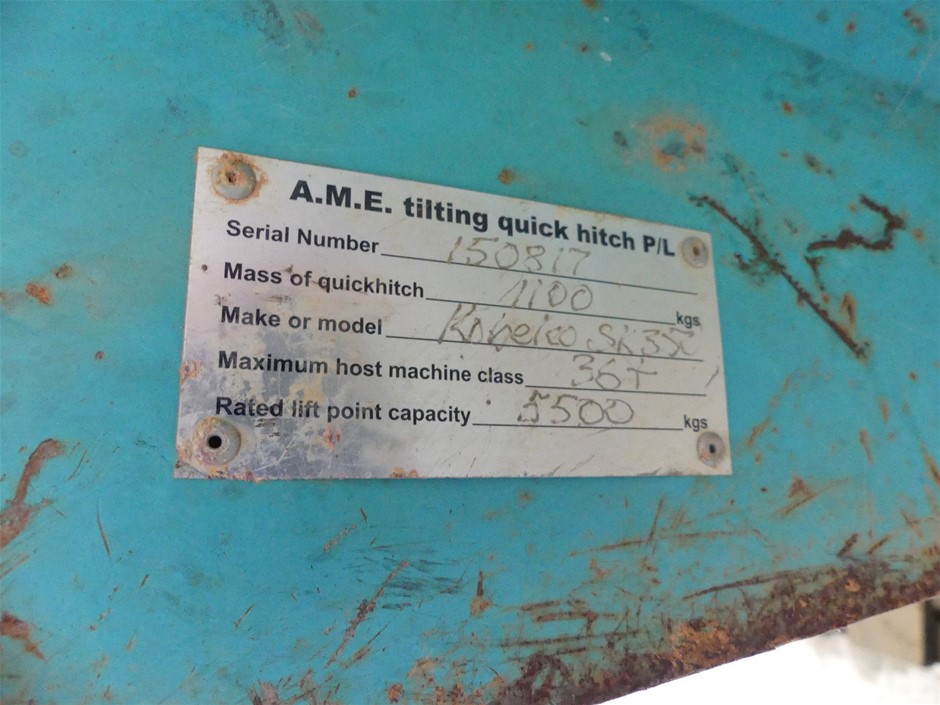 A.M.E. tilting quick hitch P/L
Serial Number 150817
Mass of quickhitch 1100 kgs
Make or model Kobelco SK350
Maximum host machine class 36T
Rated lift point capacity 5500 kgs